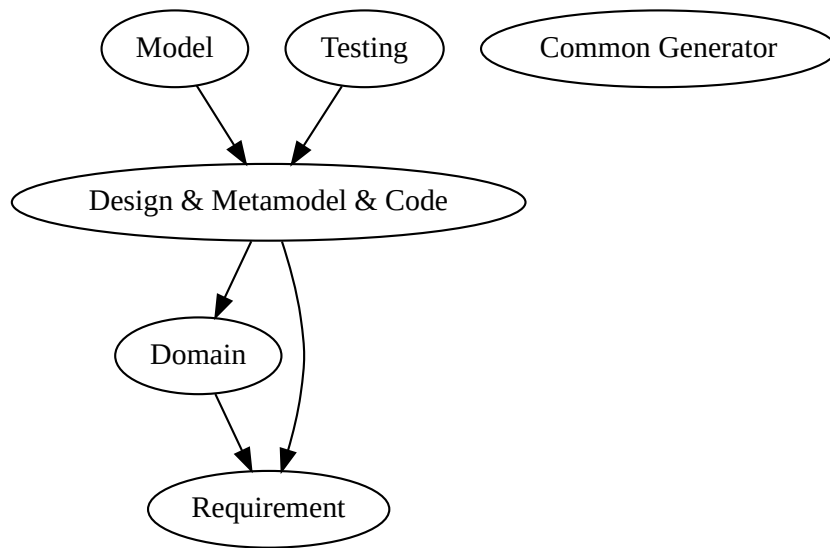 Model
Testing
Common Generator
Design & Metamodel & Code
Domain
Requirement